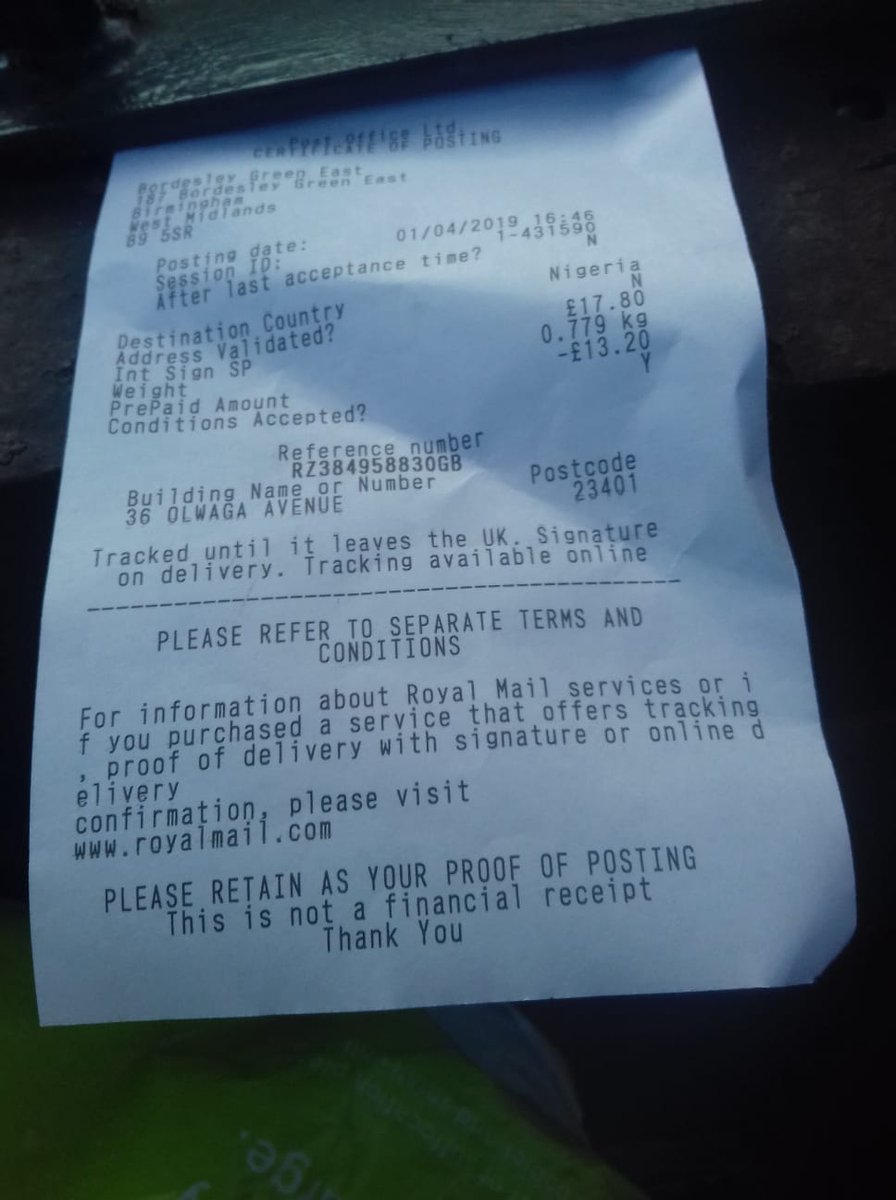 Post Office Ltd.
CERTIFICATE OF POSTING
Bordesley Green East
187 Bordesley Green East
Birmingham
West Midlands
B9 5SR
Posting date: 01/04/2019 16:46
Session ID: 1-431590
After last acceptance time? N
Destination Country Nigeria
Address Validated? N
Int Sign SP £17.80
Weight 0.779 kg
PrePaid Amount -£13.20
Conditions Accepted? Y
Reference number
RZ384958830GB
Building Name or Number Postcode
36 OLWAGA AVENUE 23401
Tracked until it leaves the UK. Signature
on delivery. Tracking available online
PLEASE REFER TO SEPARATE TERMS AND
CONDITIONS
For information about Royal Mail services or i
f you purchased a service that offers tracking
, proof of delivery with signature or online d
elivery
confirmation, please visit
www.royalmail.com
PLEASE RETAIN AS YOUR PROOF OF POSTING
This is not a financial receipt
Thank You